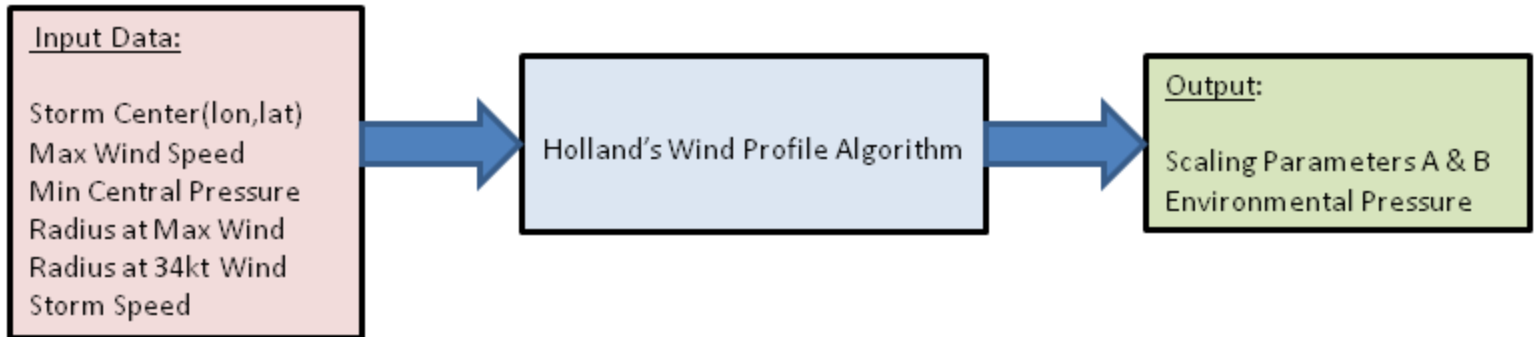 Input Data:
Storm Center(lon,lat)
Max Wind Speed
Min Central Pressure
Radius at Max Wind
Radius at 34kt Wind
Storm Speed
Holland's Wind Profile Algorithm
Output:
Scaling Parameters A & B
Environmental Pressure